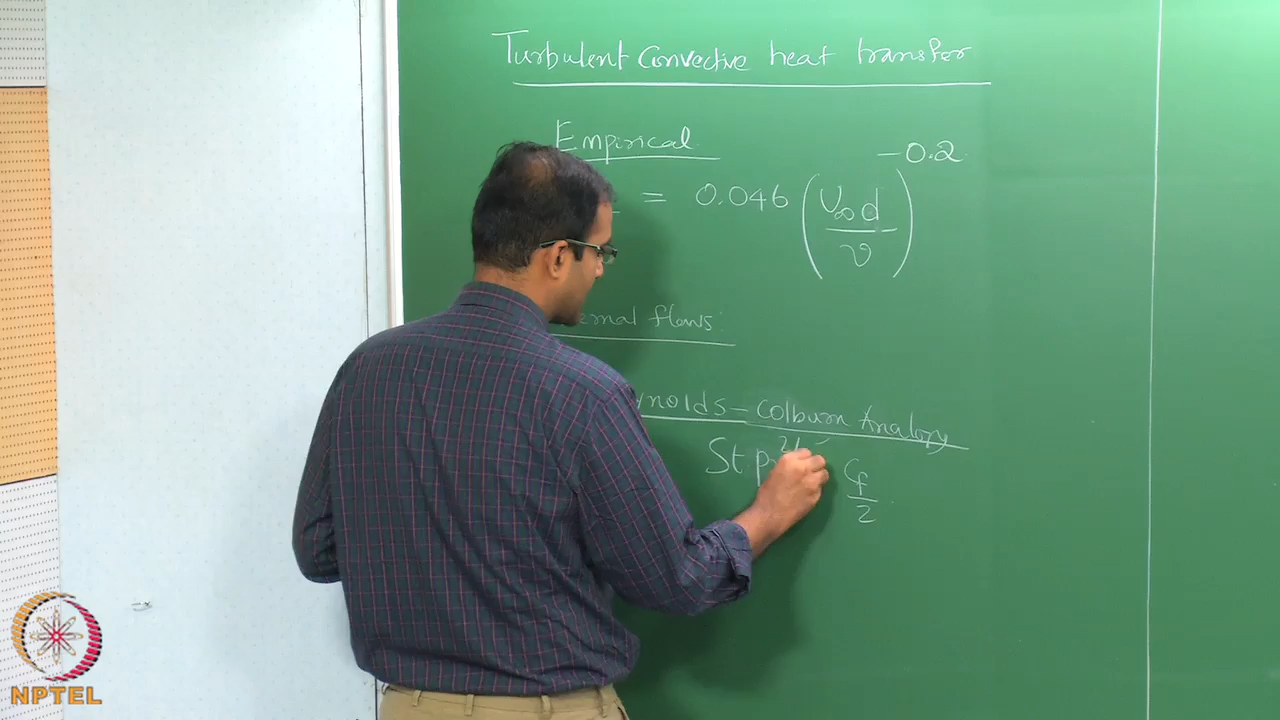 Turbulent Convective heat transfer
Empirical
= 0.046 (U∞ d / ν)^-0.2
flows:
Colburn Analogy
St Cf/2
NPTEL